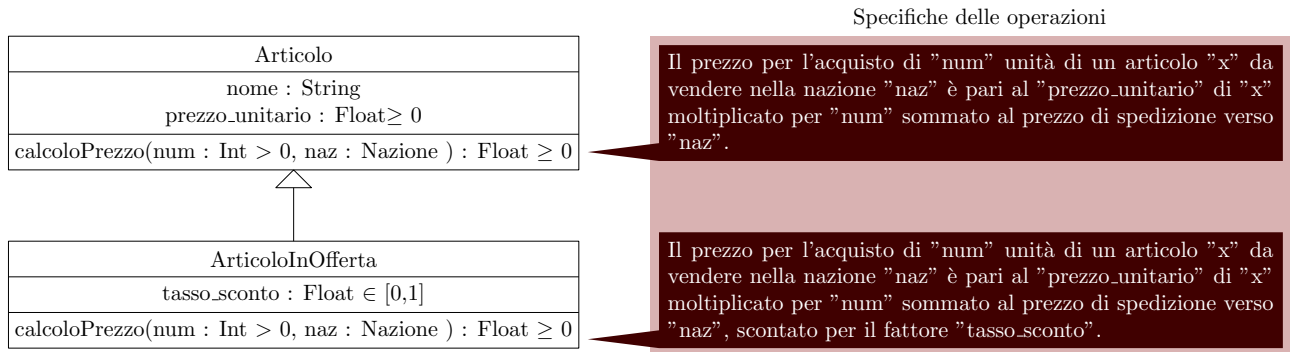 Specifiche delle operazioni
Articolo
nome : String
prezzo_unitario : Float≥ 0
calcoloPrezzo(num : Int > 0, naz : Nazione ) : Float ≥ 0
Il prezzo per l'acquisto di ”num” unità di un articolo ”x” da
vendere nella nazione ”naz” è pari al ”prezzo_unitario” di ”x”
moltiplicato per ”num” sommato al prezzo di spedizione verso
”naz”.
ArticoloInOfferta
tasso_sconto : Float ∈ [0,1]
calcoloPrezzo(num : Int > 0, naz : Nazione ) : Float ≥ 0
Il prezzo per l'acquisto di ”num” unità di un articolo ”x” da
vendere nella nazione ”naz” è pari al ”prezzo_unitario” di ”x”
moltiplicato per ”num” sommato al prezzo di spedizione verso
”naz”, scontato per il fattore ”tasso_sconto”.